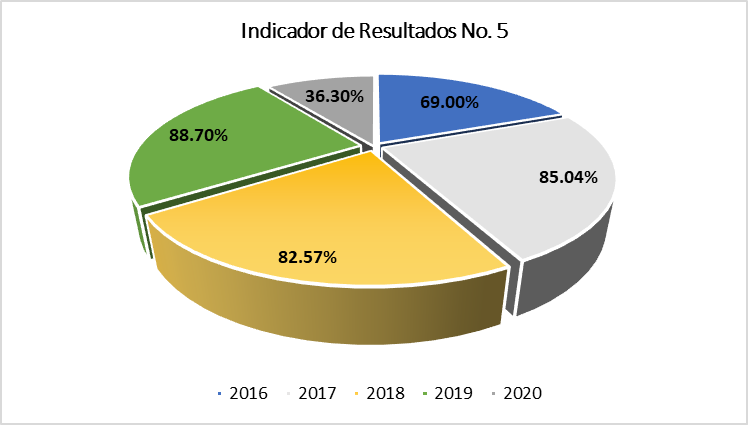 Indicador de Resultados No. 5
36.30%
69.00%
88.70%
85.04%
82.57%
2016 2017 2018 2019 2020